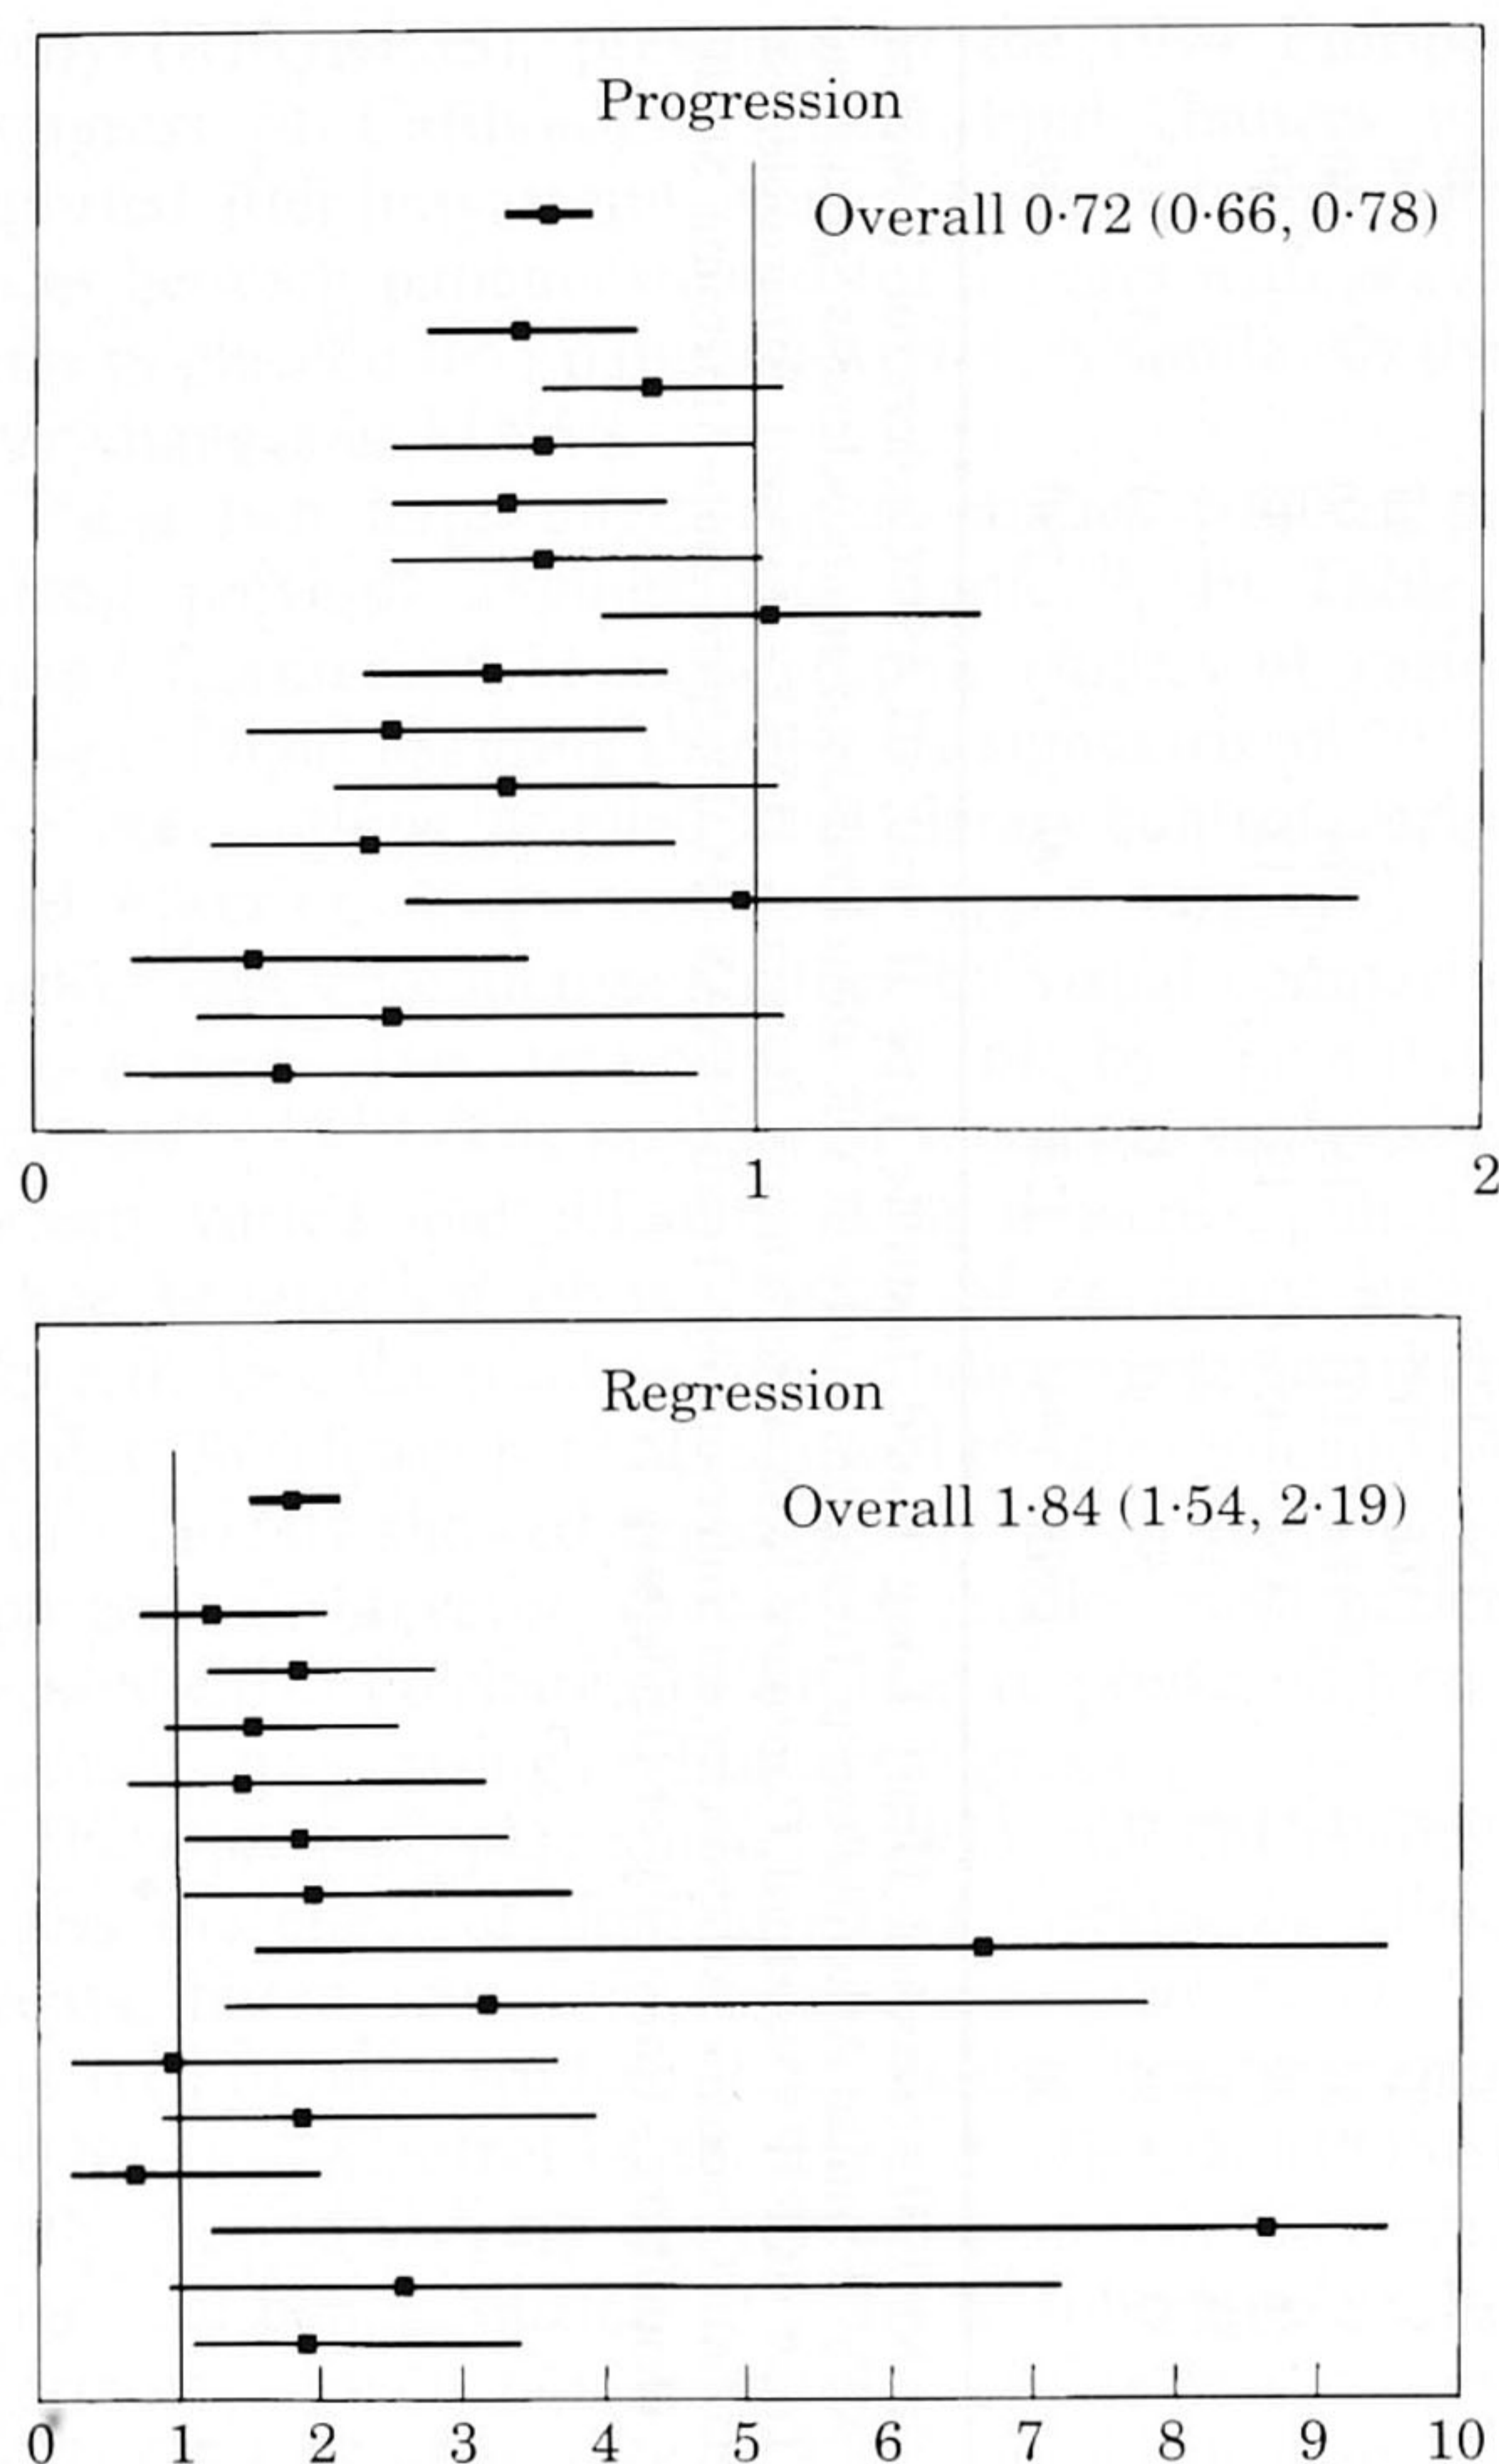 Progression
Overall 0·72 (0·66, 0·78)
0 1 2
Regression
Overall 1·84 (1·54, 2·19)
0 1 2 3 4 5 6 7 8 9 10